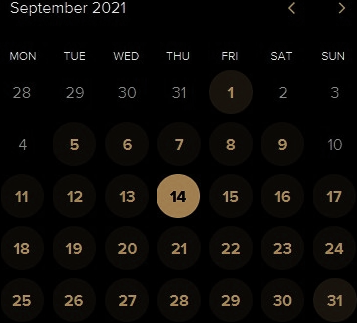 September 2021 < >
MON TUE WED THU FRI SAT SUN
28 29 30 31 1 2 3
4 5 6 7 8 9 10
11 12 13 14 15 16 17
18 19 20 21 22 23 24
25 26 27 28 29 30 31